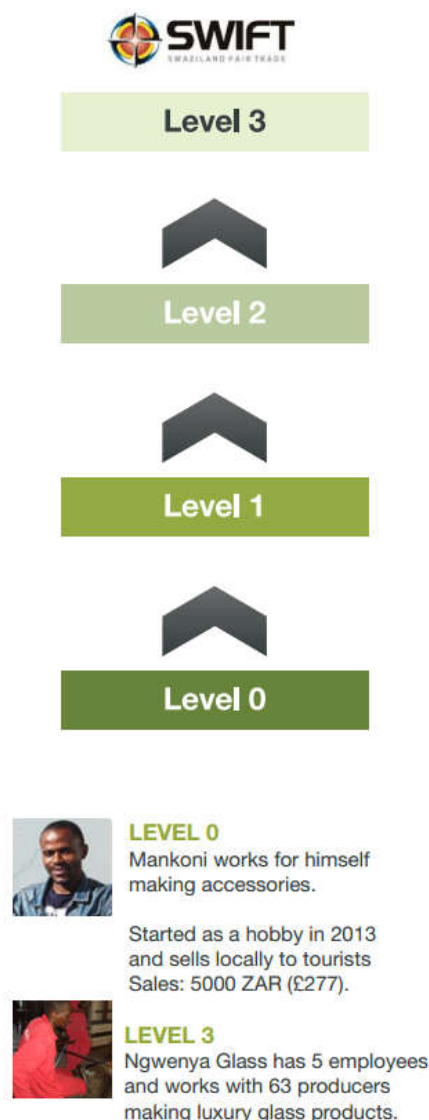 SWIFT
SWAZILAND FAIR TRADE
Level 3
Level 2
Level 1
Level 0
LEVEL 0
Mankoni works for himself
making accessories.
Started as a hobby in 2013
and sells locally to tourists
Sales: 5000 ZAR (£277).
LEVEL 3
Ngwenya Glass has 5 employees
and works with 63 producers
making luxury glass products.